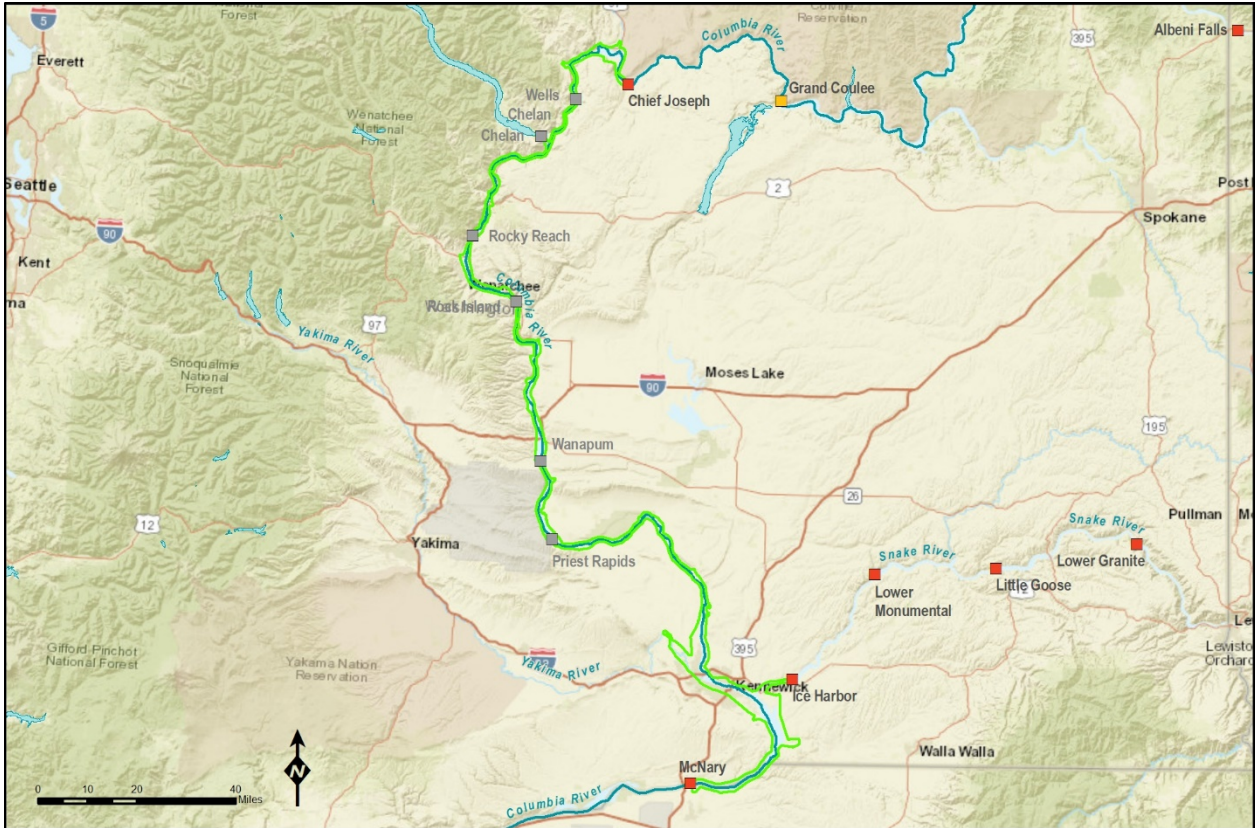 5
Everett
Forest
Colville
Reservation
Columbia River
395
Albeni Falls
Wells
Chelan
Chelan
Chief Joseph
Grand Coulee
Wenatchee
National
Forest
Seattle
90
2
Spokane
Kent
Rocky Reach
Columbia River
Rock Island
Yakima River
97
Snoqualmie
National
Forest
90
Moses Lake
Wanapum
195
26
12
Yakima
Priest Rapids
Pullman
Snake River
Snake River
Lower Granite
Little Goose
12
Lower
Monumental
Gifford Pinchot
National Forest
Yakama Nation
Reservation
Yakima River
395
Kennewick
Ice Harbor
Walla Walla
McNary
Columbia River
N
0 20 40
Miles